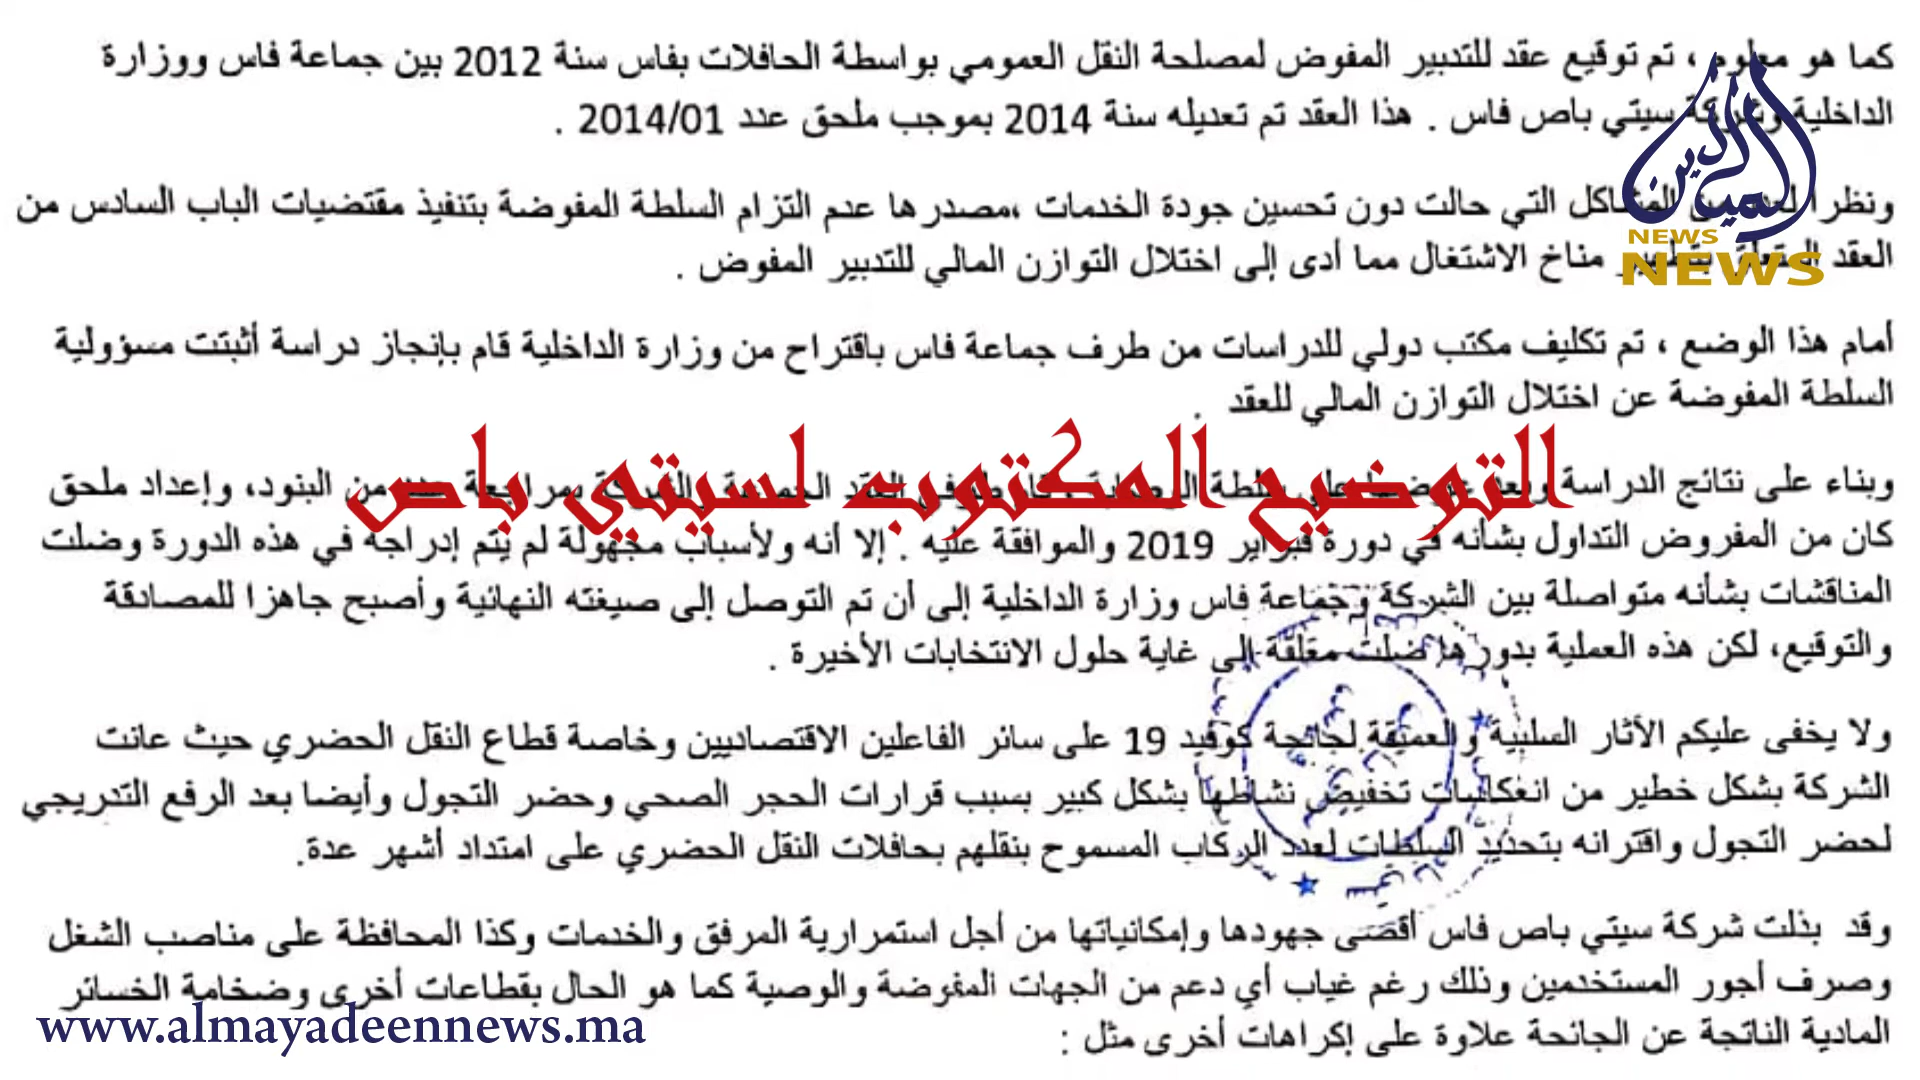 كما هو معلوم ، تم توقيع عقد للتدبير المفوض لمصلحة النقل العمومي بواسطة الحافلات بفاس سنة 2012 بين جماعة فاس ووزارة
الداخلية وشركة سيتي باص فاس . هذا العقد تم تعديله سنة 2014 بموجب ملحق عدد 2014/01 .
ونظرا المشاكل التي حالت دون تحسين جودة الخدمات ،مصدرها عدم التزام السلطة المفوضة بتنفيذ مقتضيات الباب السادس من
العقد مناخ الاشتغال مما أدى إلى اختلال التوازن المالي للتدبير المفوض .
NEWS
NEWS
أمام هذا الوضع ، تم تكليف مكتب دولي للدراسات من طرف جماعة فاس باقتراح من وزارة الداخلية قام بإنجاز دراسة أثبتت مسؤولية
السلطة المفوضة عن اختلال التوازن المالي للعقد .
التوضيح المكتوب لسيتي باص
وبناء على نتائج الدراسة من البنود، وإعداد ملحق
كان من المفروض التداول بشأنه في دورة فبراير 2019 والموافقة عليه . إلا أنه ولأسباب مجهولة لم يتم إدراجه في هذه الدورة وضلت
المناقشات بشأنه متواصلة بين الشركة وجماعة فاس وزارة الداخلية إلى أن تم التوصل إلى صيغته النهائية وأصبح جاهزا للمصادقة
والتوقيع، لكن هذه العملية بدورها ضلت معلقة إلى غاية حلول الانتخابات الأخيرة .
ولا يخفى عليكم الأثار السلبية والعميقة لجائحة كوفيد 19 على سائر الفاعلين الاقتصاديين وخاصة قطاع النقل الحضري حيث عانت
الشركة بشكل خطير من انعكاسات تخفيض نشاطها بشكل كبير بسبب قرارات الحجر الصحي وحضر التجول وأيضا بعد الرفع التدريجي
لحضر التجول واقترانه بتحديد السلطات لعدد الركاب المسموح بنقلهم بحافلات النقل الحضري على امتداد أشهر عدة.
وقد بذلت شركة سيتي باص فاس أقصى جهودها وإمكانياتها من أجل استمرارية المرفق والخدمات وكذا المحافظة على مناصب الشغل
وصرف أجور المستخدمين وذلك رغم غياب أي دعم من الجهات المفوضة والوصية كما هو الحال بقطاعات أخرى وضخامة الخسائر
المادية الناتجة عن الجائحة علاوة على إكراهات أخرى مثل :
www.almayadeennews.ma